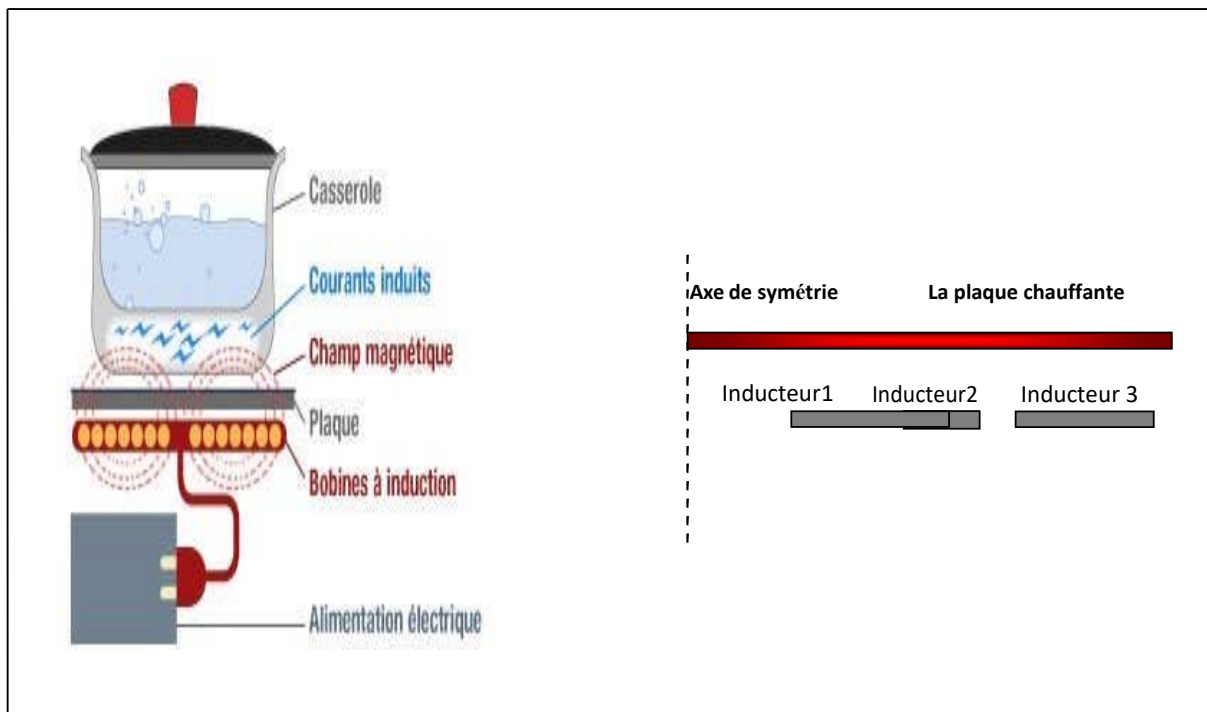 Casserole
Courants induits
Champ magnétique
Plaque
Bobines à induction
Alimentation électrique
Axe de symétrie
La plaque chauffante
Inducteur1
Inducteur2
Inducteur 3